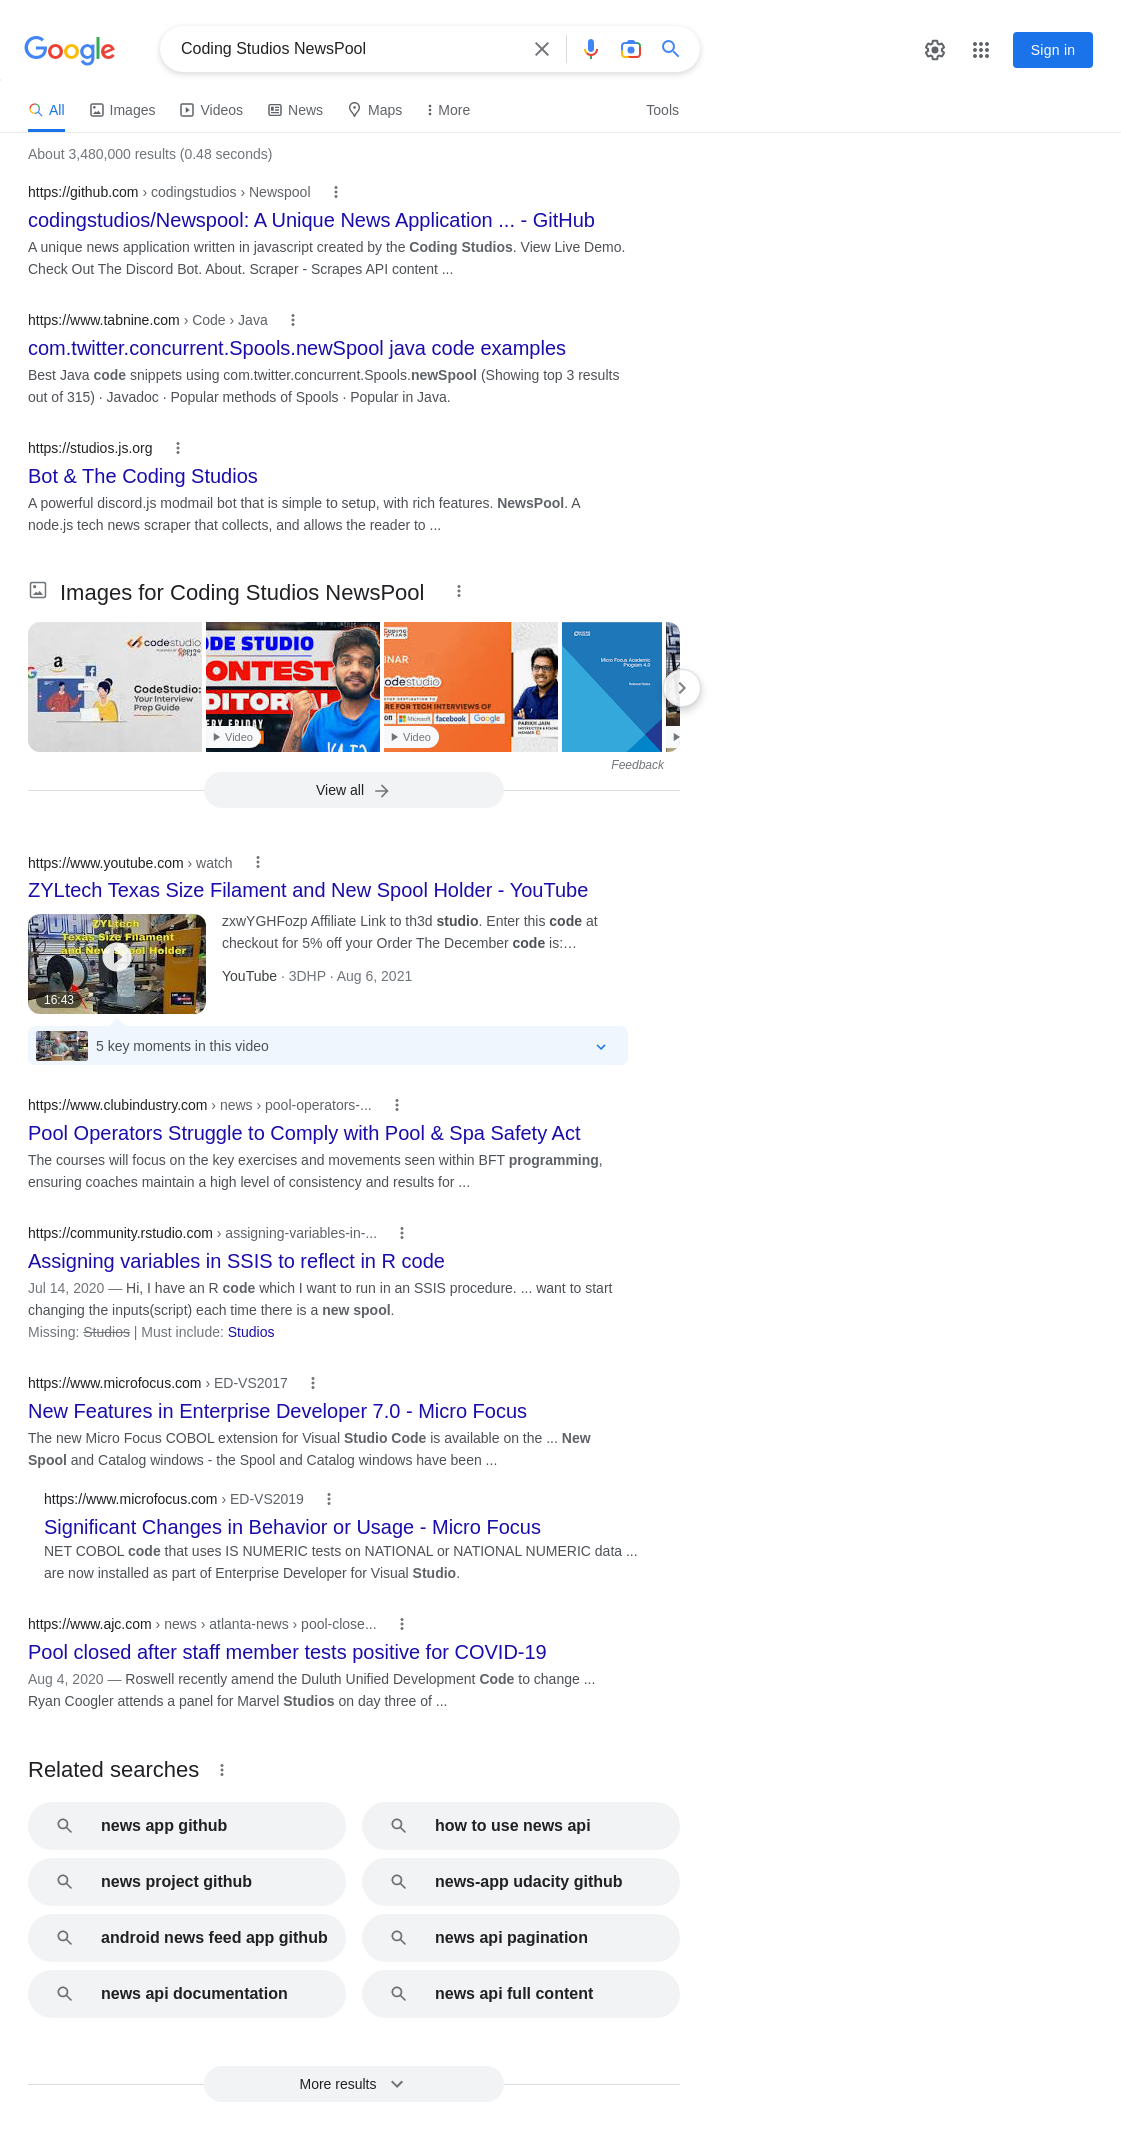 Google
Coding Studios NewsPool
Sign in
All
Images
Videos
News
Maps
More
Tools
About 3,480,000 results (0.48 seconds)
https://github.com › codingstudios › Newspool
codingstudios/Newspool: A Unique News Application ... - GitHub
A unique news application written in javascript created by the Coding Studios. View Live Demo.
Check Out The Discord Bot. About. Scraper - Scrapes API content ...
https://www.tabnine.com › Code › Java
com.twitter.concurrent.Spools.newSpool java code examples
Best Java code snippets using com.twitter.concurrent.Spools.newSpool (Showing top 3 results
out of 315) · Javadoc · Popular methods of Spools · Popular in Java.
https://studios.js.org
Bot & The Coding Studios
A powerful discord.js modmail bot that is simple to setup, with rich features. NewsPool. A
node.js tech news scraper that collects, and allows the reader to ...
Images for Coding Studios NewsPool
codestudio
CodeStudio:
Your Interview
Prep Guide
ODE STUDIO
ONTEST
DITORIAL
RY FRIDAY
Video
INAR
odestudio
RE FOR TECH INTERVIEWS OF
on Microsoft facebook Google
PARIKH JAIN
Video
Micro Focus Academic
Program 4.0
Feedback
View all
https://www.youtube.com › watch
ZYLtech Texas Size Filament and New Spool Holder - YouTube
ZYLtech
Texas Size Filament
and New Spool Holder
16:43
zxwYGHFozp Affiliate Link to th3d studio. Enter this code at
checkout for 5% off your Order The December code is:…
YouTube · 3DHP · Aug 6, 2021
5 key moments in this video
https://www.clubindustry.com › news › pool-operators-...
Pool Operators Struggle to Comply with Pool & Spa Safety Act
The courses will focus on the key exercises and movements seen within BFT programming,
ensuring coaches maintain a high level of consistency and results for ...
https://community.rstudio.com › assigning-variables-in-...
Assigning variables in SSIS to reflect in R code
Jul 14, 2020 — Hi, I have an R code which I want to run in an SSIS procedure. ... want to start
changing the inputs(script) each time there is a new spool.
Missing: Studios | Must include: Studios
https://www.microfocus.com › ED-VS2017
New Features in Enterprise Developer 7.0 - Micro Focus
The new Micro Focus COBOL extension for Visual Studio Code is available on the ... New
Spool and Catalog windows - the Spool and Catalog windows have been ...
https://www.microfocus.com › ED-VS2019
Significant Changes in Behavior or Usage - Micro Focus
NET COBOL code that uses IS NUMERIC tests on NATIONAL or NATIONAL NUMERIC data ...
are now installed as part of Enterprise Developer for Visual Studio.
https://www.ajc.com › news › atlanta-news › pool-close...
Pool closed after staff member tests positive for COVID-19
Aug 4, 2020 — Roswell recently amend the Duluth Unified Development Code to change ...
Ryan Coogler attends a panel for Marvel Studios on day three of ...
Related searches
news app github
how to use news api
news project github
news-app udacity github
android news feed app github
news api pagination
news api documentation
news api full content
More results